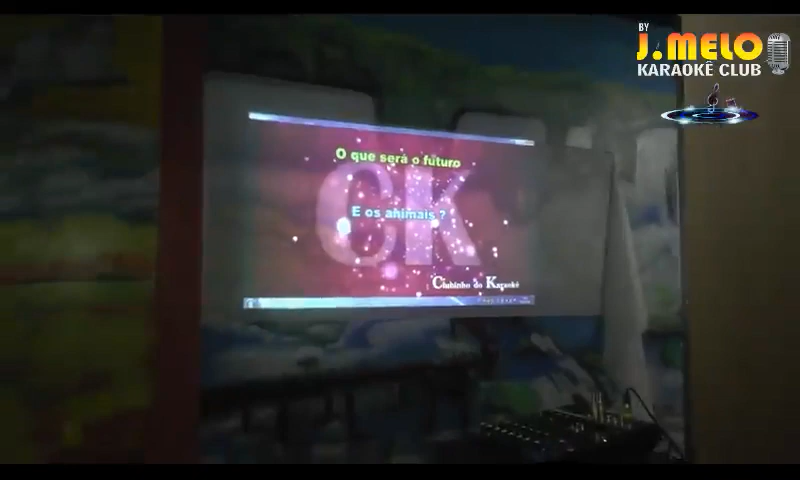 BY
J.MELO
KARAOKÊ CLUB
O que será o futuro
CK
E os animais ?
Clubinho do Karaokê